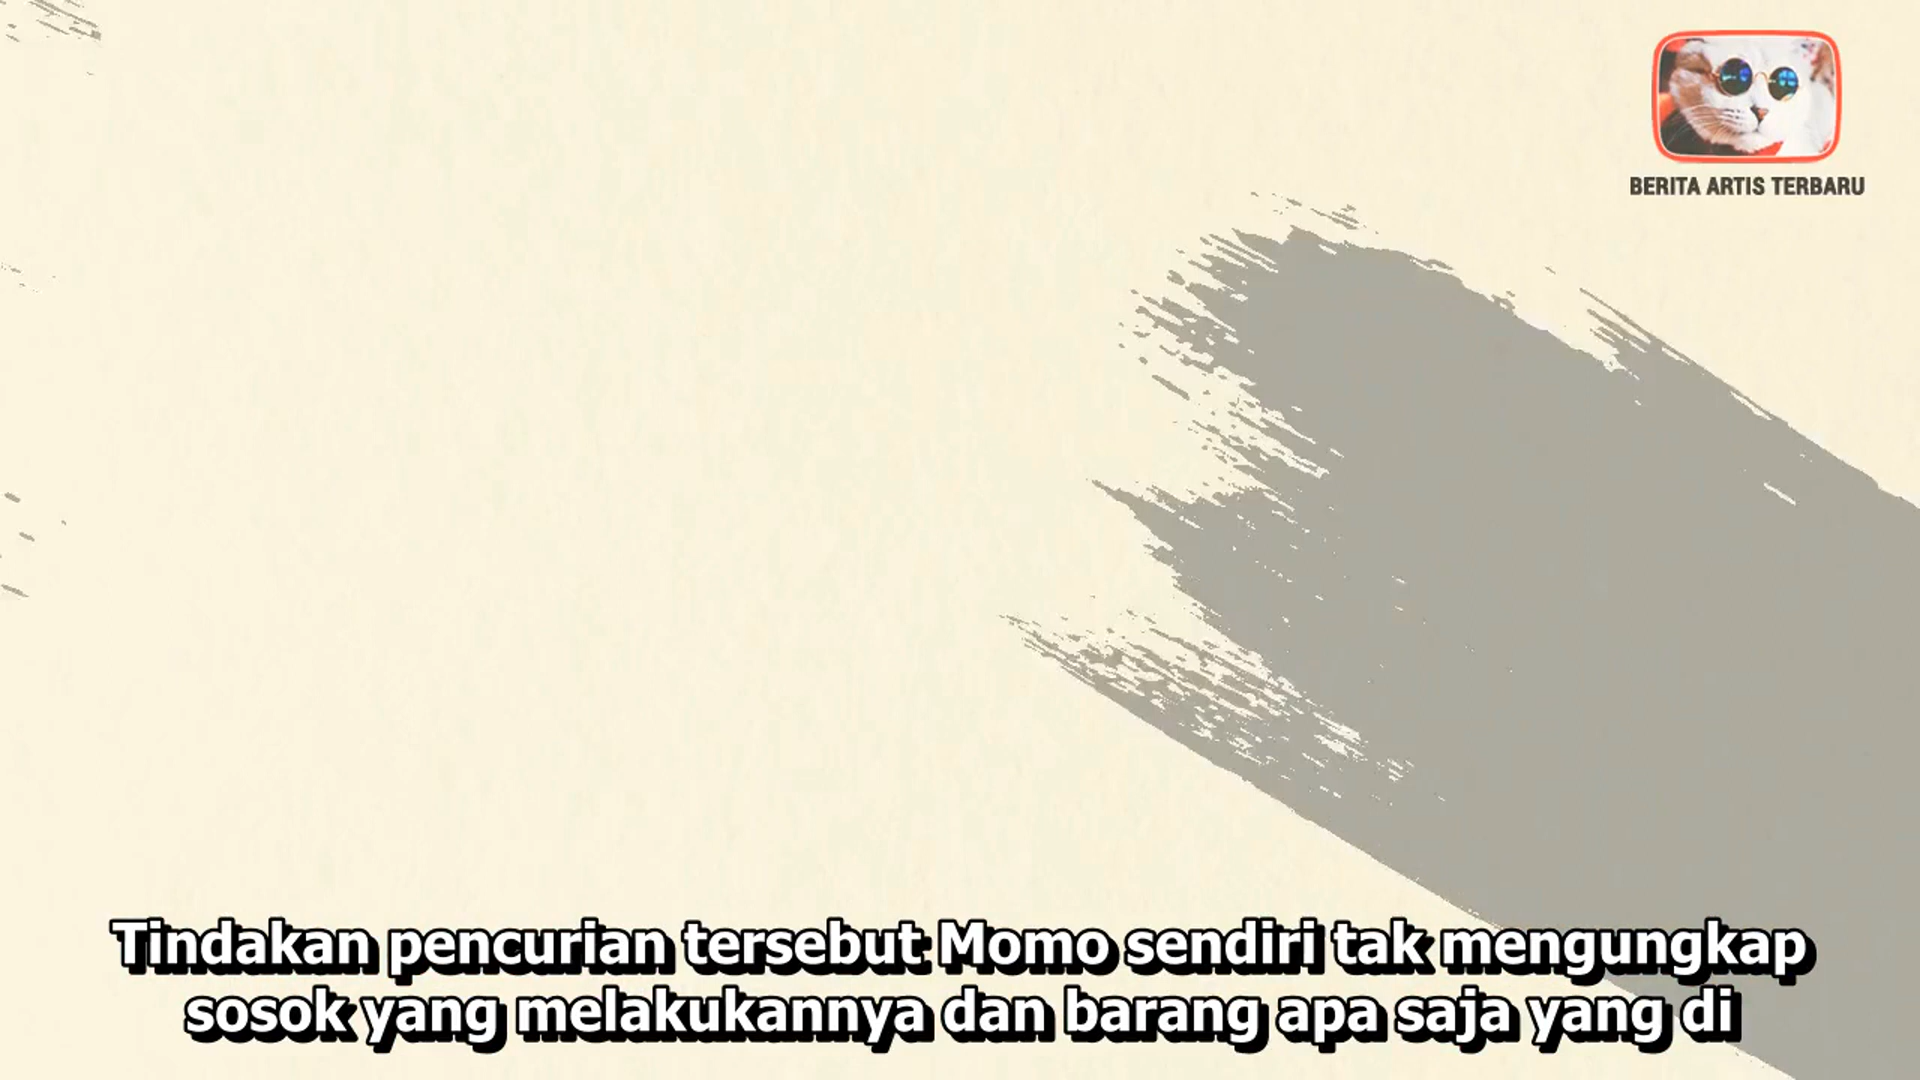 BERITA ARTIS TERBARU
Tindakan pencurian tersebut Momo sendiri tak mengungkap
sosok yang melakukannya dan barang apa saja yang di